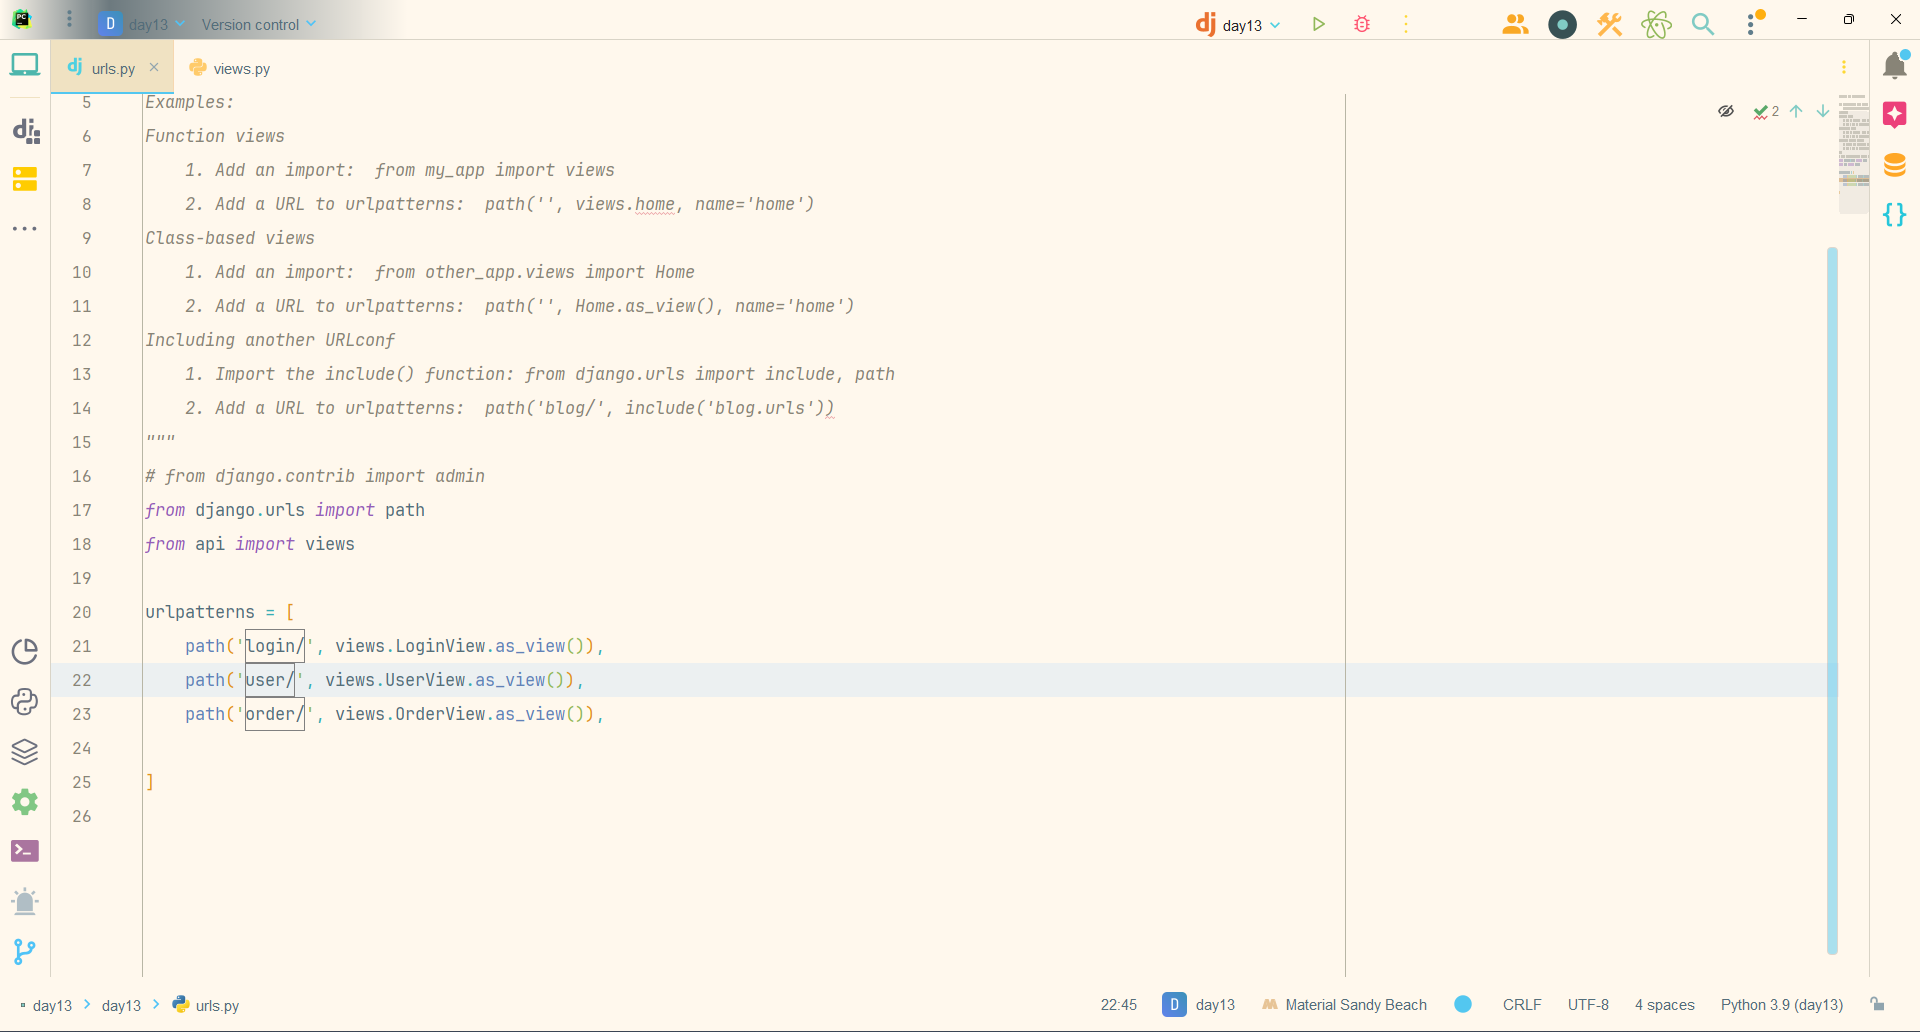 PC
D day13 Version control
dj day13
dj urls.py
views.py
2
5 Examples:
6 Function views
7     1. Add an import:  from my_app import views
8     2. Add a URL to urlpatterns:  path('', views.home, name='home')
9 Class-based views
10     1. Add an import:  from other_app.views import Home
11     2. Add a URL to urlpatterns:  path('', Home.as_view(), name='home')
12 Including another URLconf
13     1. Import the include() function: from django.urls import include, path
14     2. Add a URL to urlpatterns:  path('blog/', include('blog.urls'))
15 """
16 # from django.contrib import admin
17 from django.urls import path
18 from api import views
19
20 urlpatterns = [
21     path('login/', views.LoginView.as_view()),
22     path('user/', views.UserView.as_view()),
23     path('order/', views.OrderView.as_view()),
24
25 ]
26
day13 > day13 > urls.py
22:45 D day13 Material Sandy Beach CRLF UTF-8 4 spaces Python 3.9 (day13)